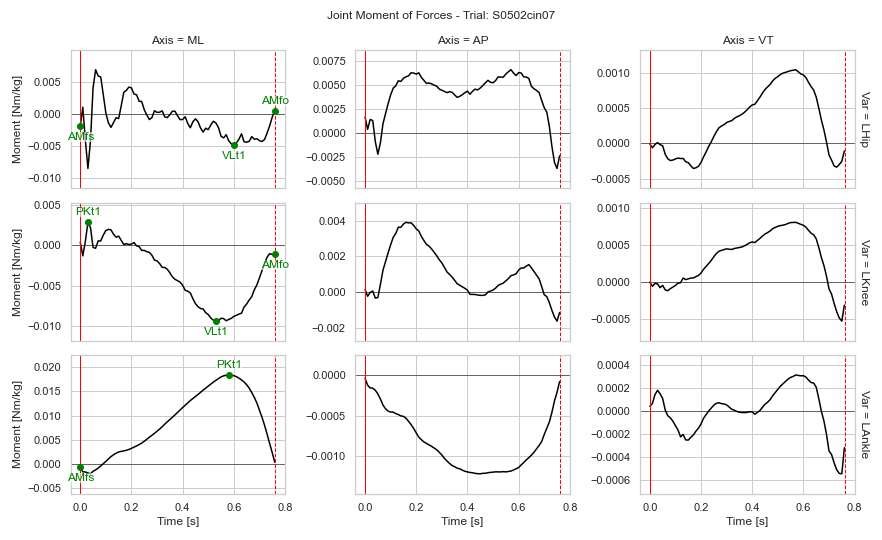 Joint Moment of Forces - Trial: S0502cin07
Axis = ML
Axis = AP
Axis = VT
Moment [Nm/kg]
0.005
0.000
−0.005
−0.010
AMfs
VLt1
AMfo
0.0075
0.0050
0.0025
0.0000
−0.0025
−0.0050
0.0010
0.0005
0.0000
−0.0005
Var = LHip
Moment [Nm/kg]
0.005
0.000
−0.005
−0.010
PKt1
VLt1
AMfo
0.004
0.002
0.000
−0.002
0.0010
0.0005
0.0000
−0.0005
Var = LKnee
Moment [Nm/kg]
0.020
0.015
0.010
0.005
0.000
−0.005
AMfs
PKt1
0.0000
−0.0005
−0.0010
0.0004
0.0002
0.0000
−0.0002
−0.0004
−0.0006
Var = LAnkle
0.0 0.2 0.4 0.6 0.8
0.0 0.2 0.4 0.6 0.8
0.0 0.2 0.4 0.6 0.8
Time [s]
Time [s]
Time [s]